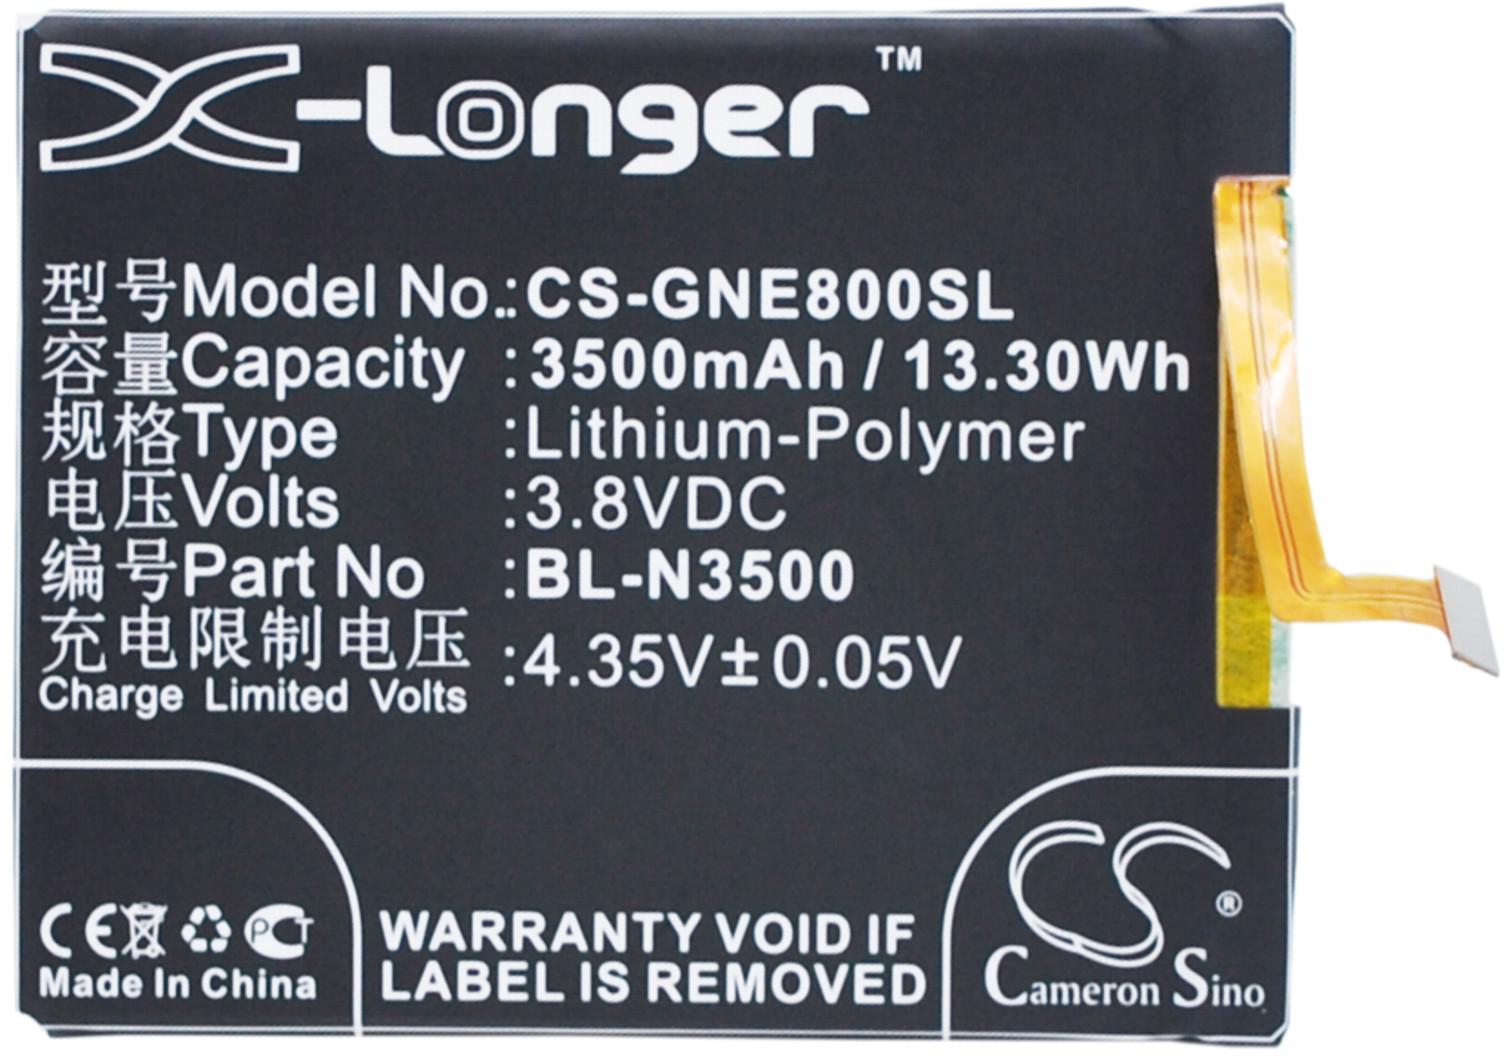 X-Longer™
型号Model No.:CS-GNE800SL
容量Capacity :3500mAh / 13.30Wh
规格Type :Lithium-Polymer
电压Volts :3.8VDC
编号Part No :BL-N3500
充电限制电压 :4.35V±0.05V
Charge Limited Volts
CE PCT
Made In China
WARRANTY VOID IF
LABEL IS REMOVED
CS®
Cameron Sino